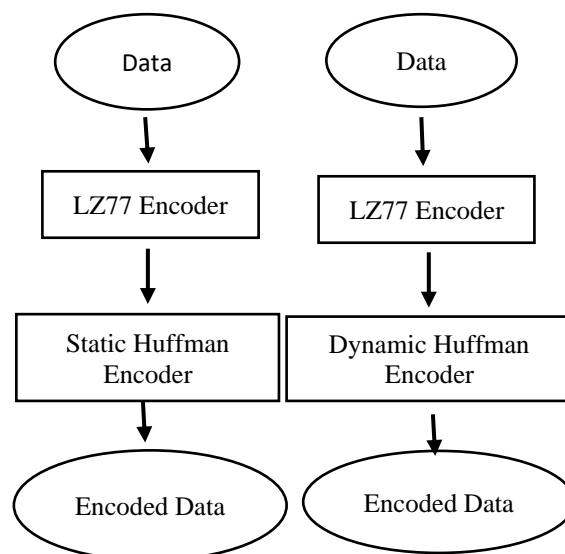 Data
LZ77 Encoder
Static Huffman
Encoder
Encoded Data
Data
LZ77 Encoder
Dynamic Huffman
Encoder
Encoded Data